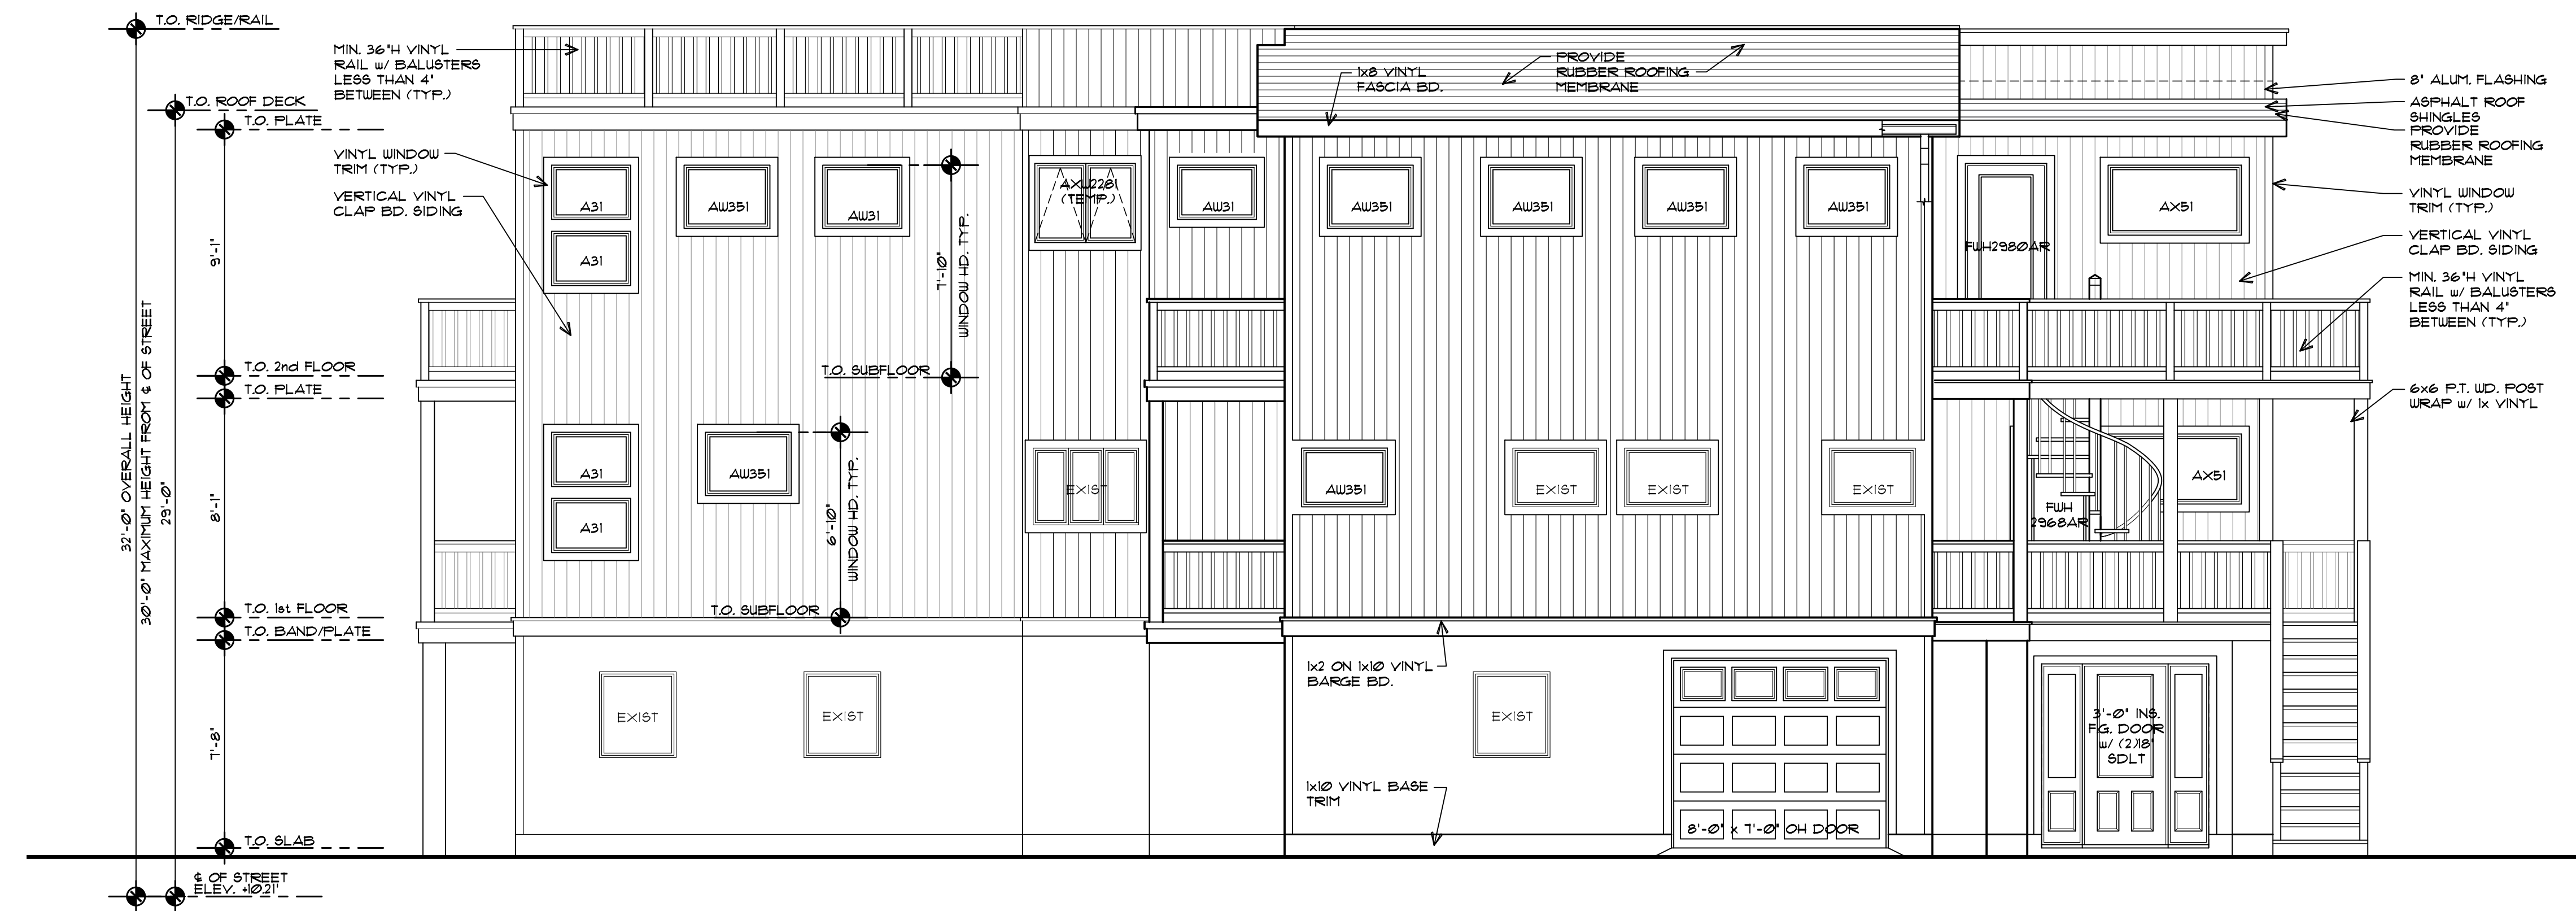 T.O. RIDGE/RAIL
MIN. 36"H VINYL
RAIL w/ BALUSTERS
LESS THAN 4"
BETWEEN (TYP.)
T.O. ROOF DECK
T.O. PLATE
VINYL WINDOW
TRIM (TYP.)
VERTICAL VINYL
CLAP BD. SIDING
9'-1"
T.O. 2nd FLOOR
T.O. PLATE
32'-0" OVERALL HEIGHT
30'-0" MAXIMUM HEIGHT FROM ℄ OF STREET
29'-0"
8'-1"
T.O. 1st FLOOR
T.O. BAND/PLATE
7'-8"
T.O. SLAB
℄ OF STREET
ELEV. +10.21'
1x8 VINYL
FASCIA BD.
PROVIDE
RUBBER ROOFING
MEMBRANE
A31
A31
AW351
AW31
7'-10"
WINDOW HD. TYP.
AXW2281
(TEMP.)
AW31
AW351
AW351
AW351
AW351
FWH2980AR
AX51
T.O. SUBFLOOR
A31
A31
AW351
6'-10"
WINDOW HD. TYP.
EXIST
AW351
EXIST
EXIST
EXIST
FWH
2968AR
AX51
T.O. SUBFLOOR
1x2 ON 1x10 VINYL
BARGE BD.
EXIST
EXIST
EXIST
3'-0" INS.
F.G. DOOR
w/ (2)18"
SDLT
1x10 VINYL BASE
TRIM
8'-0" x 7'-0" OH DOOR
8" ALUM. FLASHING
ASPHALT ROOF
SHINGLES
PROVIDE
RUBBER ROOFING
MEMBRANE
VINYL WINDOW
TRIM (TYP.)
VERTICAL VINYL
CLAP BD. SIDING
MIN. 36"H VINYL
RAIL w/ BALUSTERS
LESS THAN 4"
BETWEEN (TYP.)
6x6 P.T. WD. POST
WRAP w/ 1x VINYL